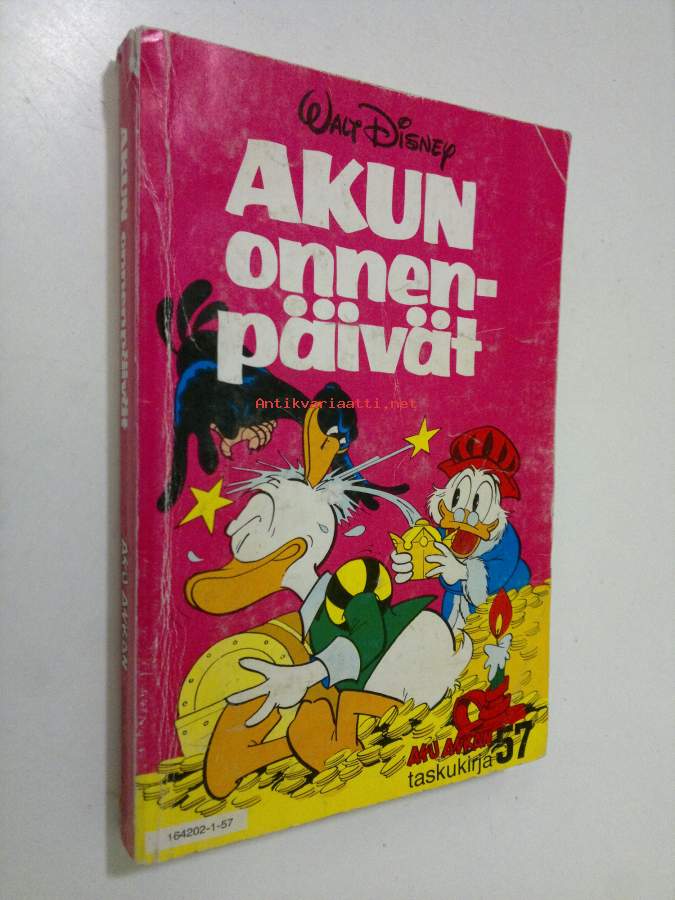 WALT DISNEY
AKUN
onnen-
päivät
Antikvariaatti.net
AKU ANKAN
taskukirja 57
164202-1-57
AKUN onnenpäivät
AKU ANKAN